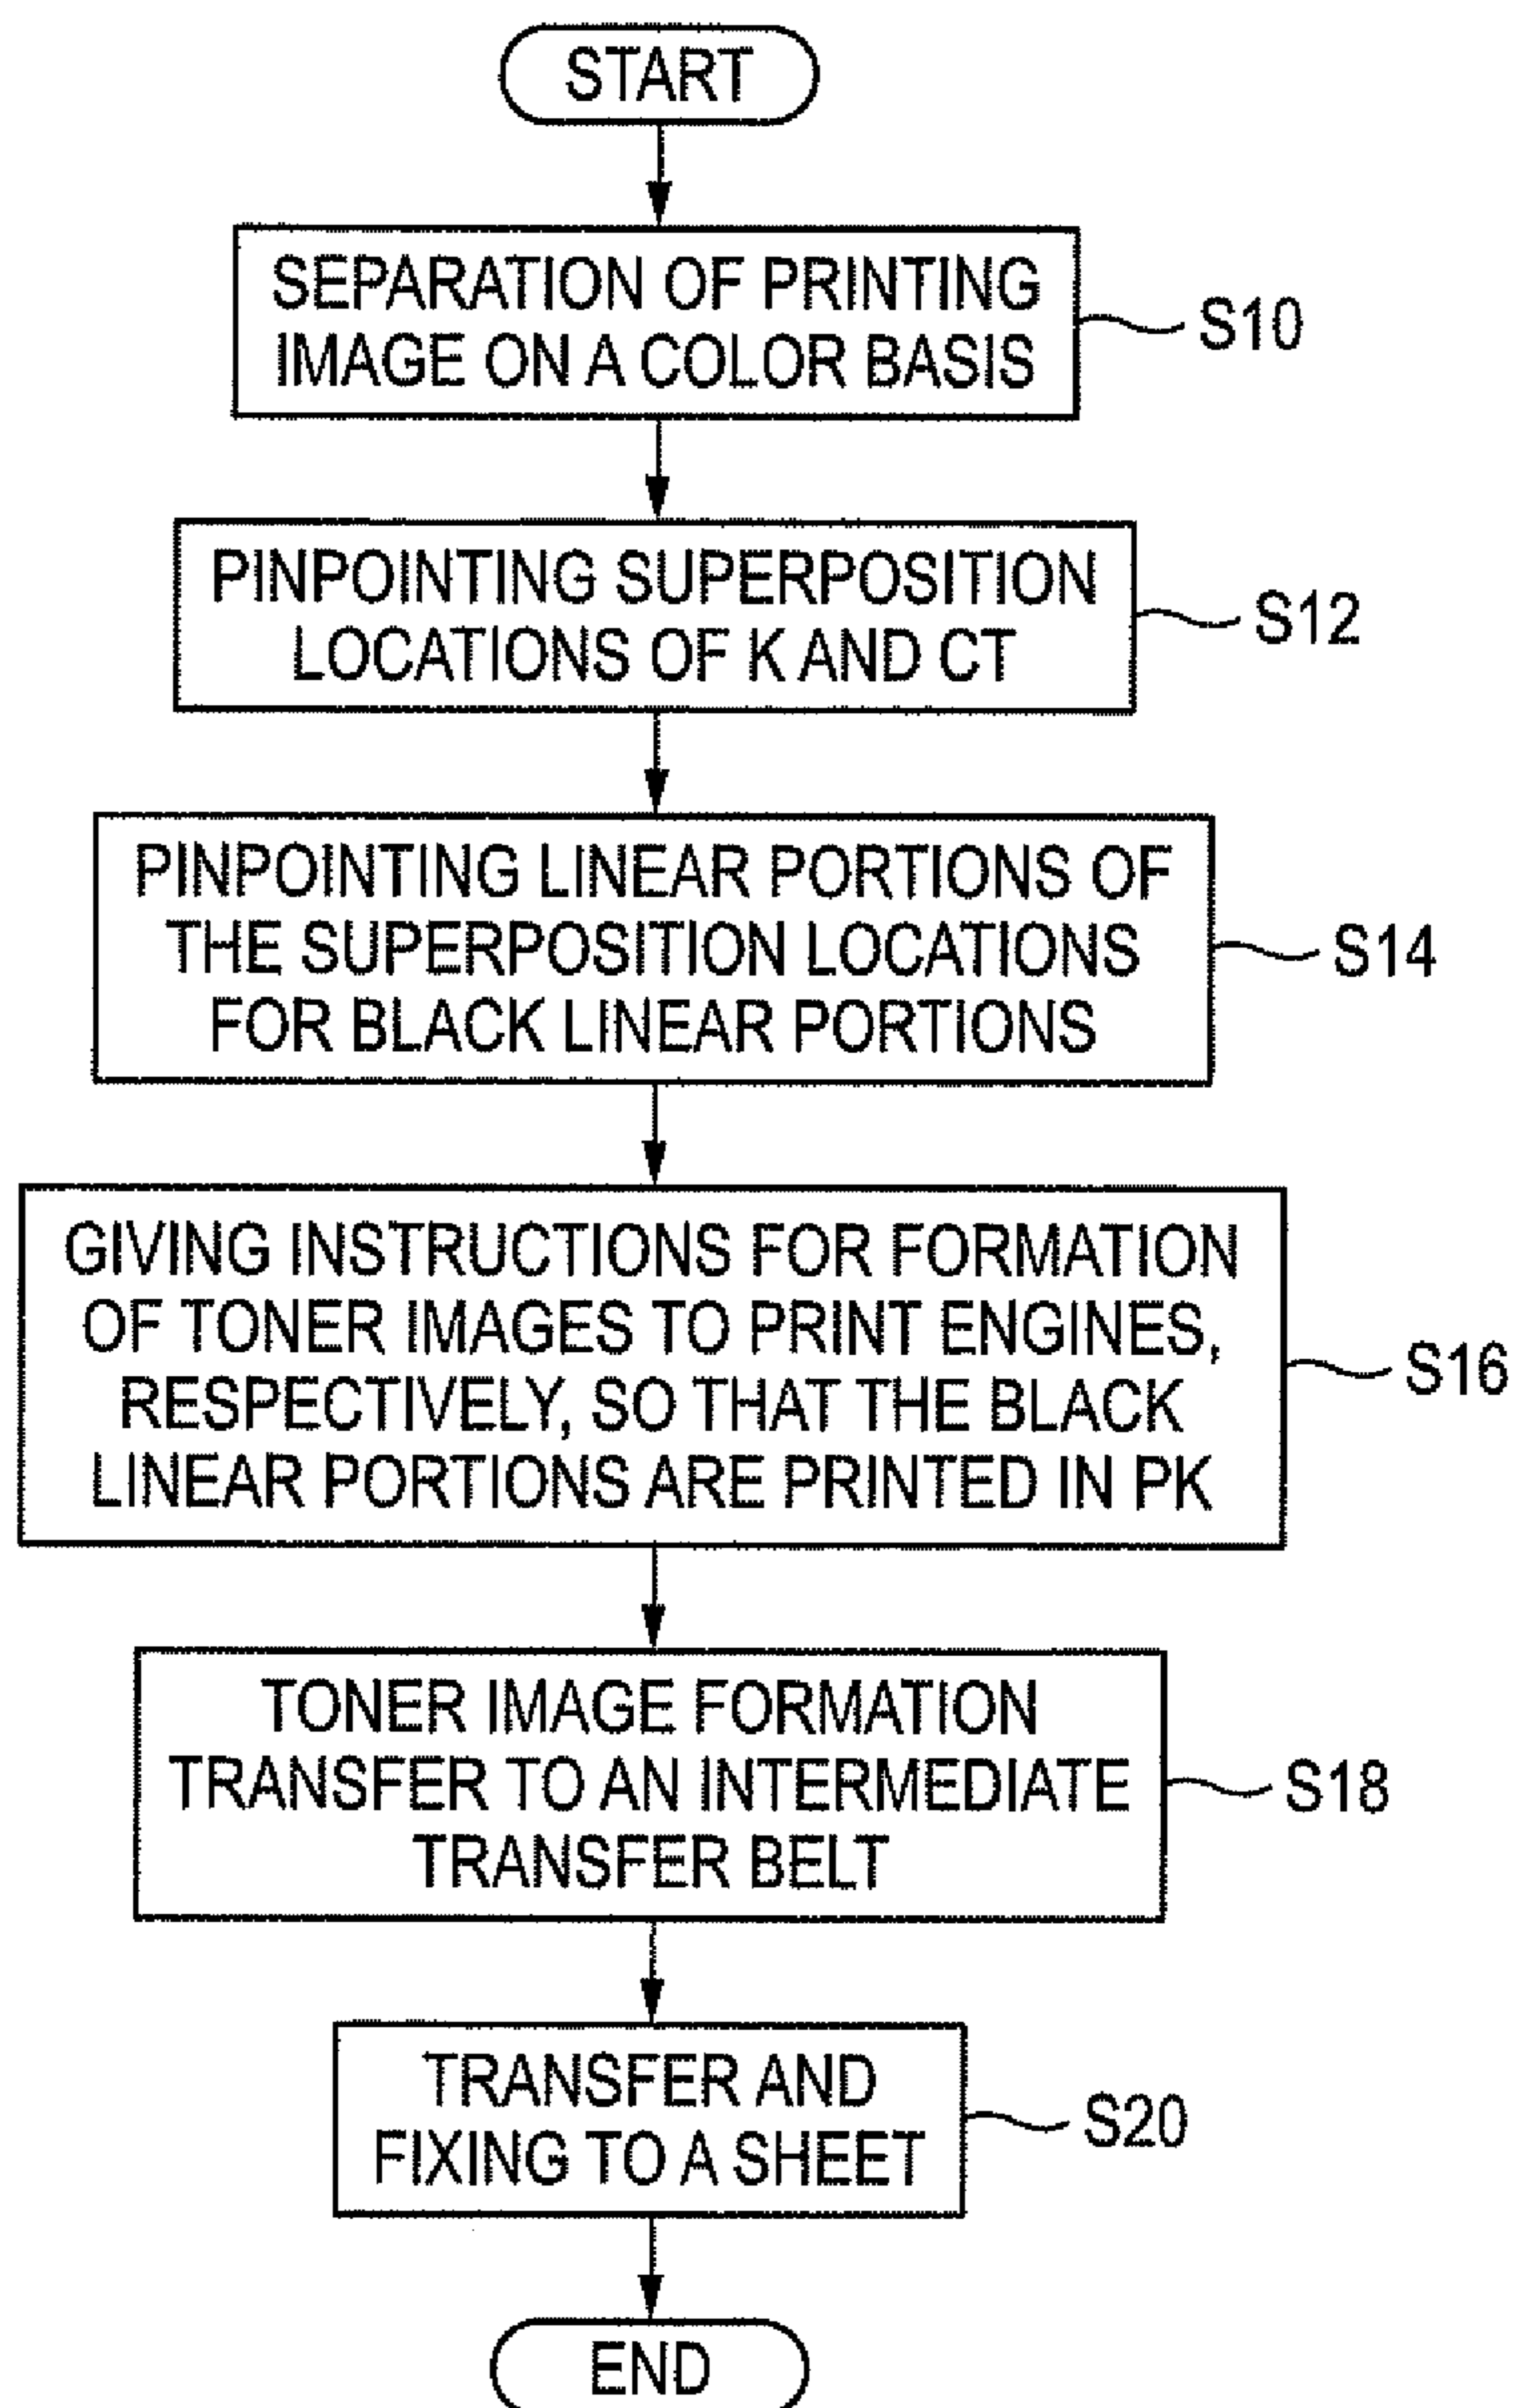 START
SEPARATION OF PRINTING
IMAGE ON A COLOR BASIS
S10
PINPOINTING SUPERPOSITION
LOCATIONS OF K AND CT
S12
PINPOINTING LINEAR PORTIONS OF
THE SUPERPOSITION LOCATIONS
FOR BLACK LINEAR PORTIONS
S14
GIVING INSTRUCTIONS FOR FORMATION
OF TONER IMAGES TO PRINT ENGINES,
RESPECTIVELY, SO THAT THE BLACK
LINEAR PORTIONS ARE PRINTED IN PK
S16
TONER IMAGE FORMATION
TRANSFER TO AN INTERMEDIATE
TRANSFER BELT
S18
TRANSFER AND
FIXING TO A SHEET
S20
END